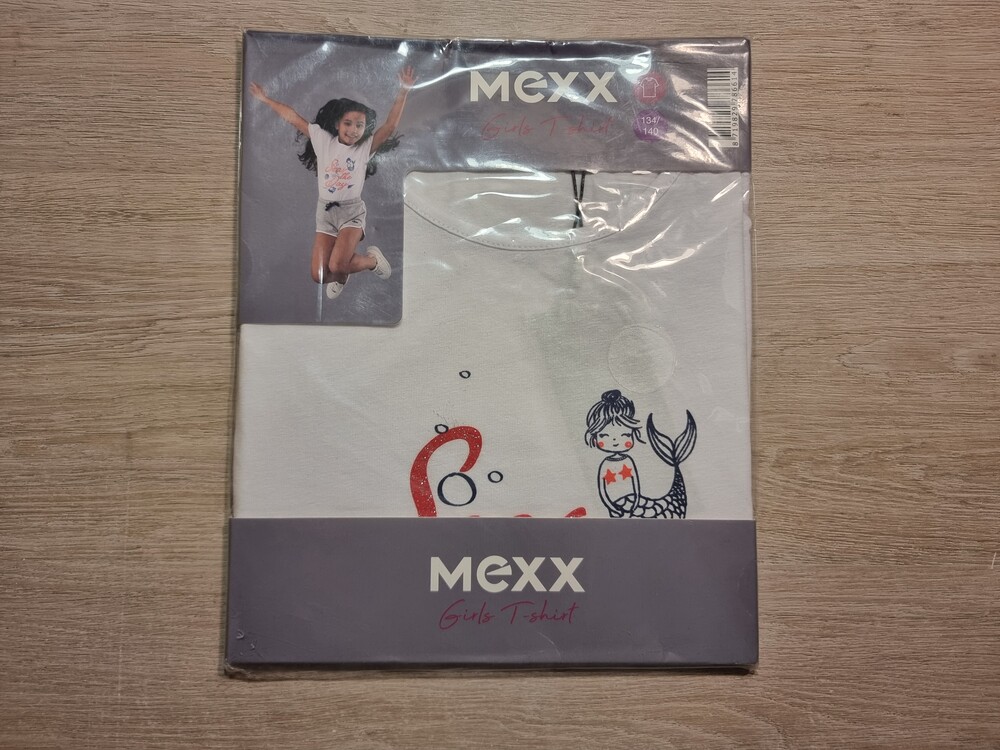 MEXX
Girls T-shirt
134/
140
MEXX
Girls T-shirt